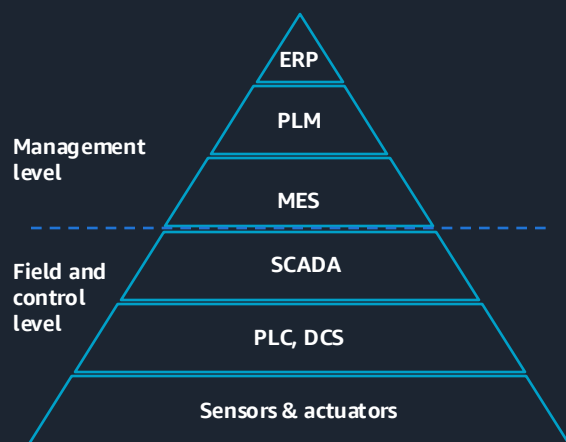 ERP
PLM
Management
level
MES
SCADA
Field and
control
level
PLC, DCS
Sensors & actuators